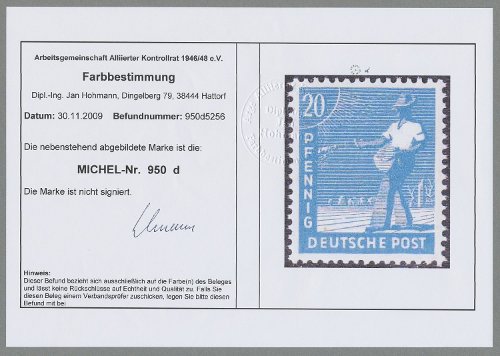 Arbeitsgemeinschaft Alliierter Kontrollrat 1946/48 e.V.
Farbbestimmung
Dipl.-Ing. Jan Hohmann, Dingelberg 79, 38444 Hattorf
Datum: 30.11.2009 Befundnummer: 950d5256
Die nebenstehend abgebildete Marke ist die:
MICHEL-Nr. 950 d
Die Marke ist nicht signiert.
Hinweis:
Dieser Befund bezieht sich ausschließlich auf die Farbe(n) des Beleges
und lässt keine Rückschlüsse auf Echtheit und Qualität zu. Falls Sie
diesen Beleg einem Verbandsprüfer zuschicken, legen Sie bitte diesen
Befund mit bei.
20
PFENNIG
DEUTSCHE POST